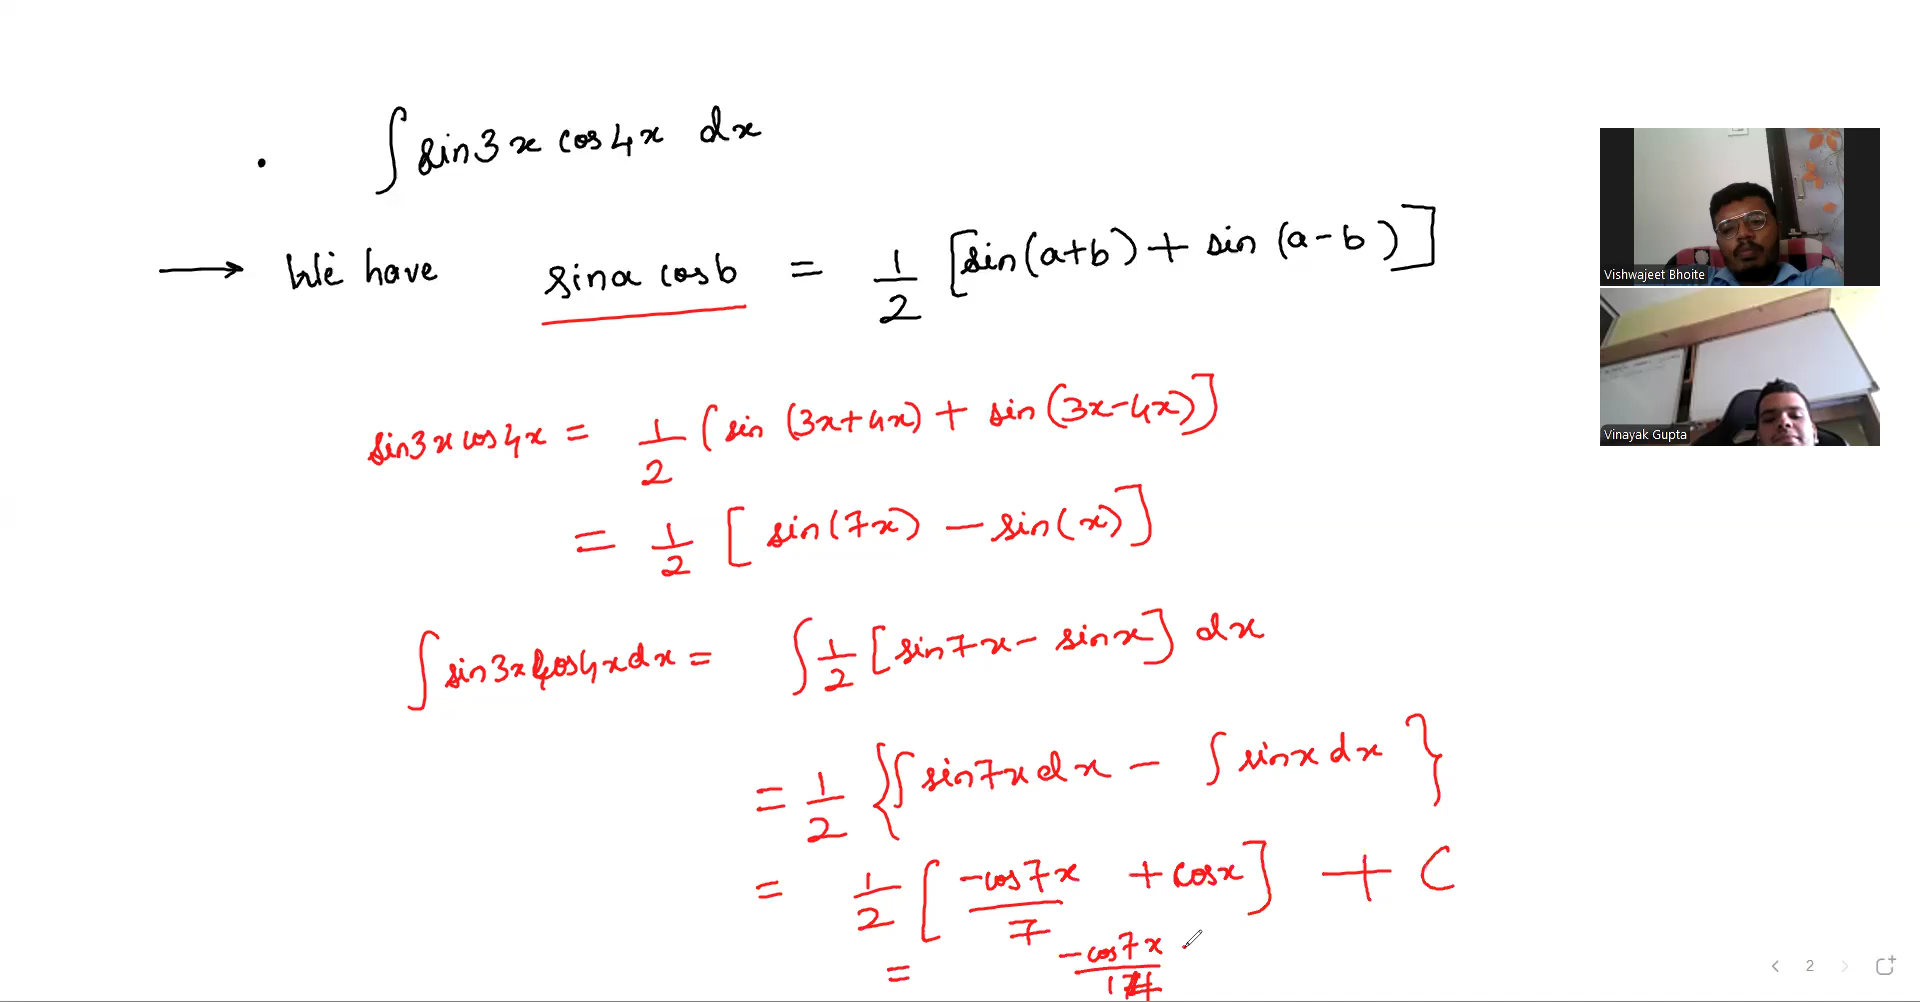 . ∫ sin3x cos4x dx
→ We have sina cosb = 1/2 [sin(a+b) + sin (a-b)]
sin3x cos4x = 1/2 (sin (3x+4x) + sin (3x-4x)]
= 1/2 [sin(7x) - sin(x)]
∫ sin3x cos4x dx = ∫ 1/2 [sin7x - sinx] dx
= 1/2 {∫ sin7x dx - ∫ sinx dx}
= 1/2 [-cos7x/7 + cosx] + C
= -cos7x/14
Vishwajeet Bhoite
Vinayak Gupta
2